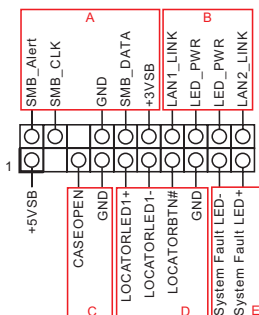 A
B
SMB_Alert
SMB_CLK
GND
SMB_DATA
+3VSB
LAN1_LINK
LED_PWR
LED_PWR
LAN2_LINK
1
+5VSB
CASEOPEN
GND
LOCATORLED1+
LOCATORLED1-
LOCATORBTN#
GND
System Fault LED-
System Fault LED+
C
D
E